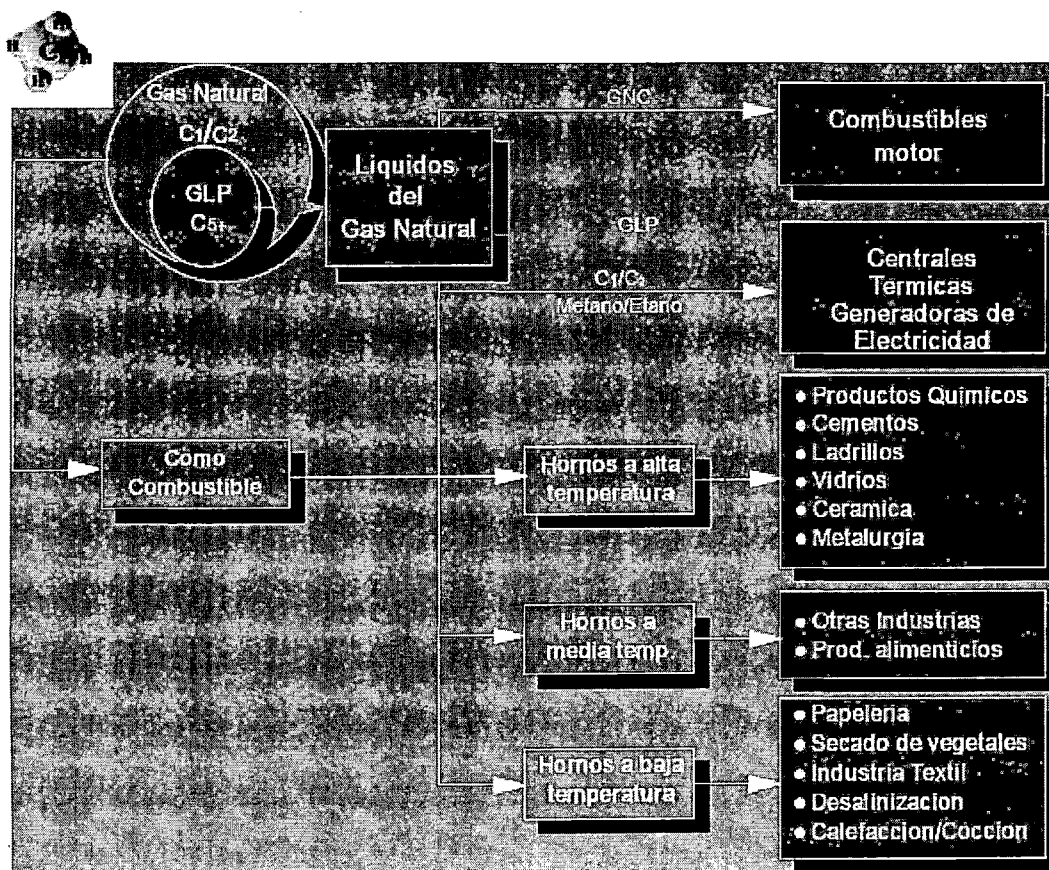 Gas Natural
C1/C2
GLP
C5+
Liquidos
del
Gas Natural
GNC
Combustibles
motor
GLP
C1/C2
Metano/Etano
Centrales
Termicas
Generadoras de
Electricidad
Como
Combustible
Hornos a alta
temperatura
• Productos Quimicos
• Cementos
• Ladrillos
• Vidrios
• Ceramica
• Metalurgia
Hornos a
media temp.
• Otras Industrias
• Prod. alimenticios
Hornos a baja
temperatura
• Papeleria
• Secado de vegetales
• Industria Textil
• Desalinizacion
• Calefaccion/Coccion